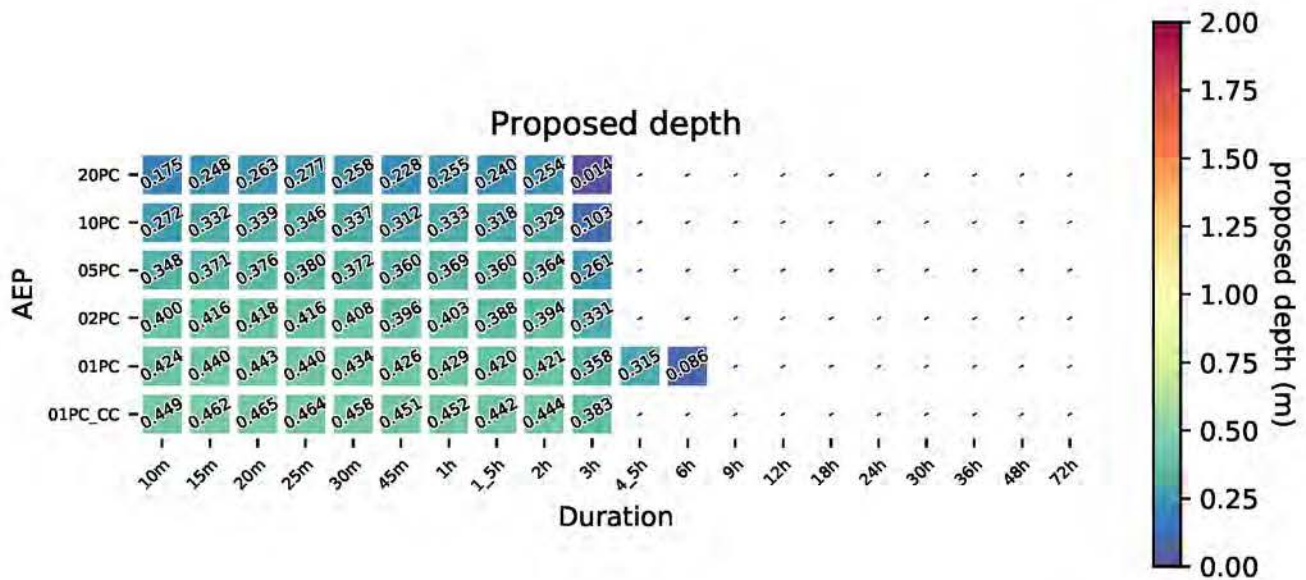 Proposed depth
AEP
20PC 0.175 0.248 0.263 0.277 0.258 0.228 0.255 0.240 0.254 0.014 - - - - - - - - - -
10PC 0.272 0.332 0.339 0.346 0.337 0.312 0.333 0.318 0.329 0.103 - - - - - - - - - -
05PC 0.348 0.371 0.376 0.380 0.372 0.360 0.369 0.360 0.364 0.261 - - - - - - - - - -
02PC 0.400 0.416 0.418 0.416 0.408 0.396 0.403 0.388 0.394 0.331 - - - - - - - - - -
01PC 0.424 0.440 0.443 0.440 0.434 0.426 0.429 0.420 0.421 0.358 0.315 0.086 - - - - - - - -
01PC_CC 0.449 0.462 0.465 0.464 0.458 0.451 0.452 0.442 0.444 0.383 - - - - - - - - - -
10m 15m 20m 25m 30m 45m 1h 1_5h 2h 3h 4_5h 6h 9h 12h 18h 24h 30h 36h 48h 72h
Duration
2.00
1.75
1.50
1.25
1.00
0.75
0.50
0.25
0.00
proposed depth (m)